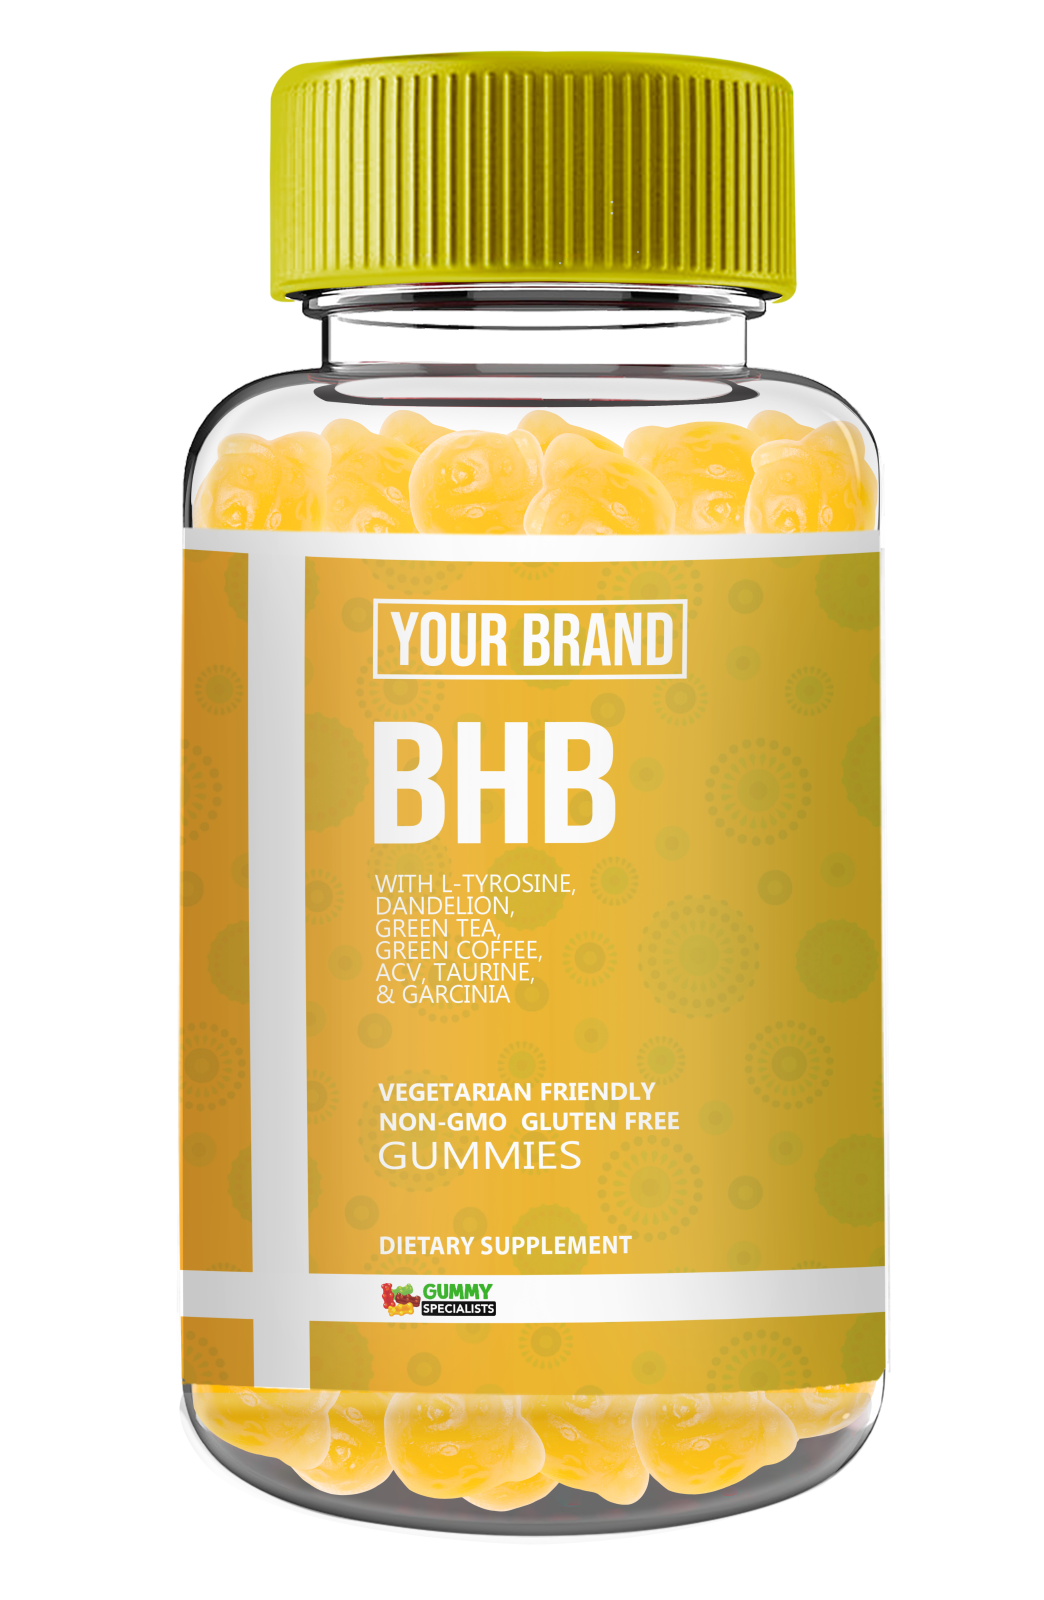 YOUR BRAND
BHB
WITH L-TYROSINE,
DANDELION,
GREEN TEA,
GREEN COFFEE,
ACV, TAURINE,
& GARCINIA
VEGETARIAN FRIENDLY
NON-GMO GLUTEN FREE
GUMMIES
DIETARY SUPPLEMENT
GUMMY
SPECIALISTS